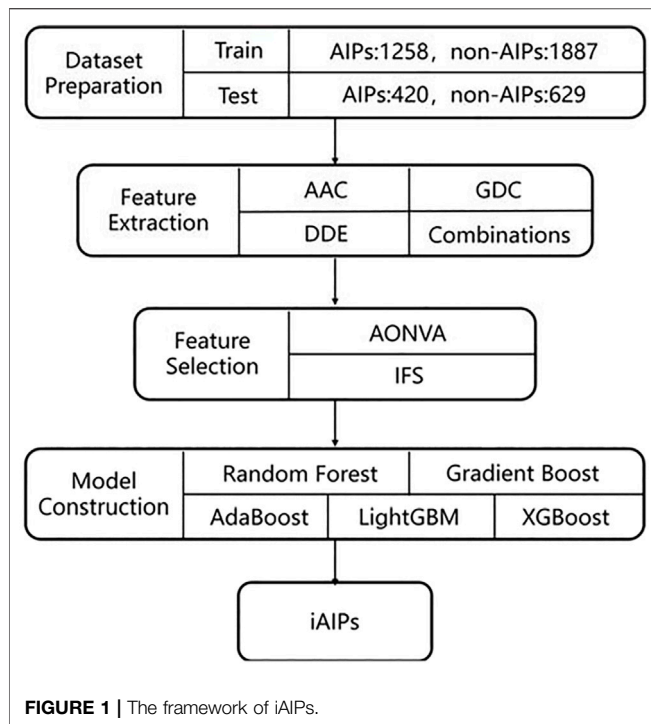 Dataset
Preparation
Train
AIPs:1258, non-AIPs:1887
Test
AIPs:420, non-AIPs:629
Feature
Extraction
AAC
GDC
DDE
Combinations
Feature
Selection
AONVA
IFS
Model
Construction
Random Forest
Gradient Boost
AdaBoost
LightGBM
XGBoost
iAIPs
FIGURE 1 | The framework of iAIPs.